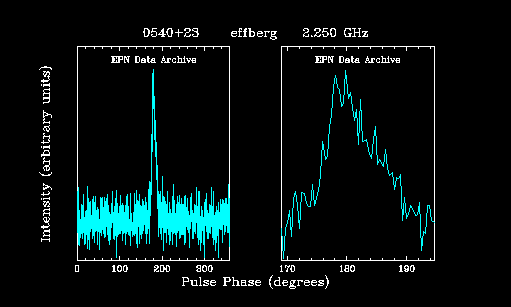 0540+23 effberg 2.250 GHz
EPN Data Archive EPN Data Archive
Intensity (arbitrary units)
0 100 200 300 170 180 190
Pulse Phase (degrees)